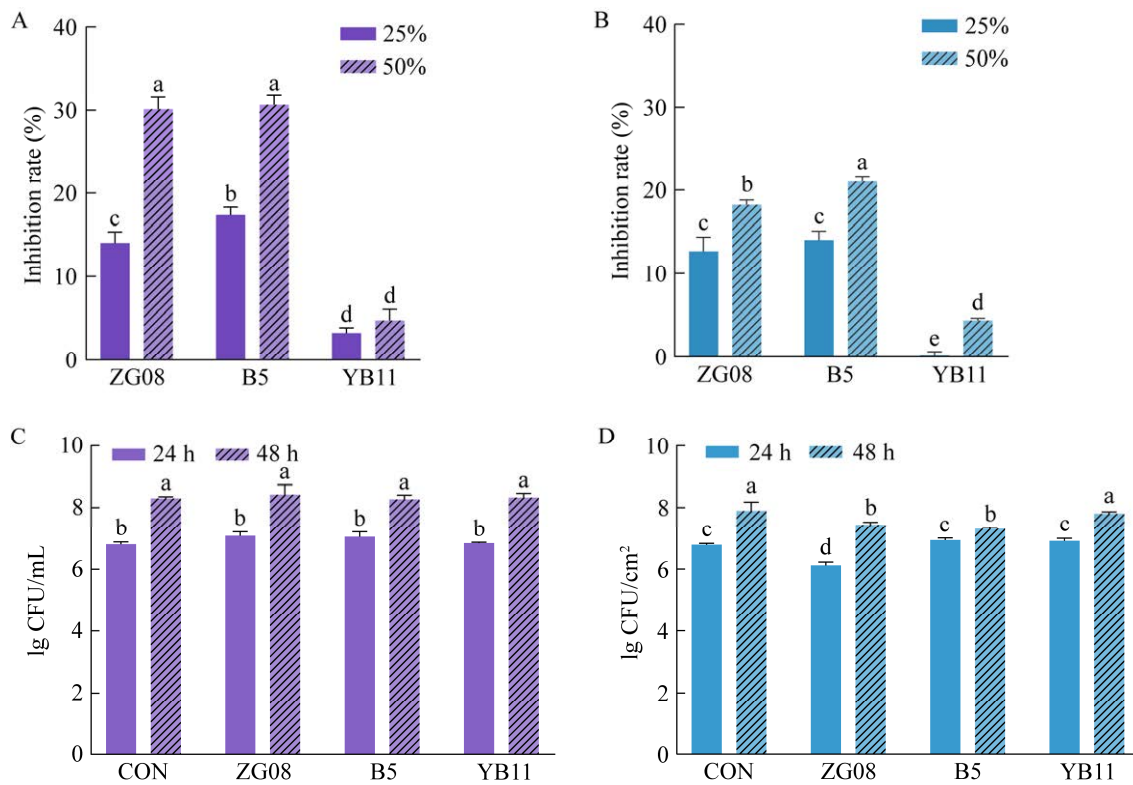 A
Inhibition rate (%)
40
30
20
10
0
25%
50%
c
a
b
a
d
d
ZG08
B5
YB11
B
Inhibition rate (%)
40
30
20
10
0
25%
50%
c
b
c
a
e
d
ZG08
B5
YB11
C
lg CFU/mL
10
8
6
4
2
0
24 h
48 h
b
a
b
a
b
a
b
a
CON
ZG08
B5
YB11
D
lg CFU/cm²
10
8
6
4
2
0
24 h
48 h
c
a
d
b
c
b
c
a
CON
ZG08
B5
YB11